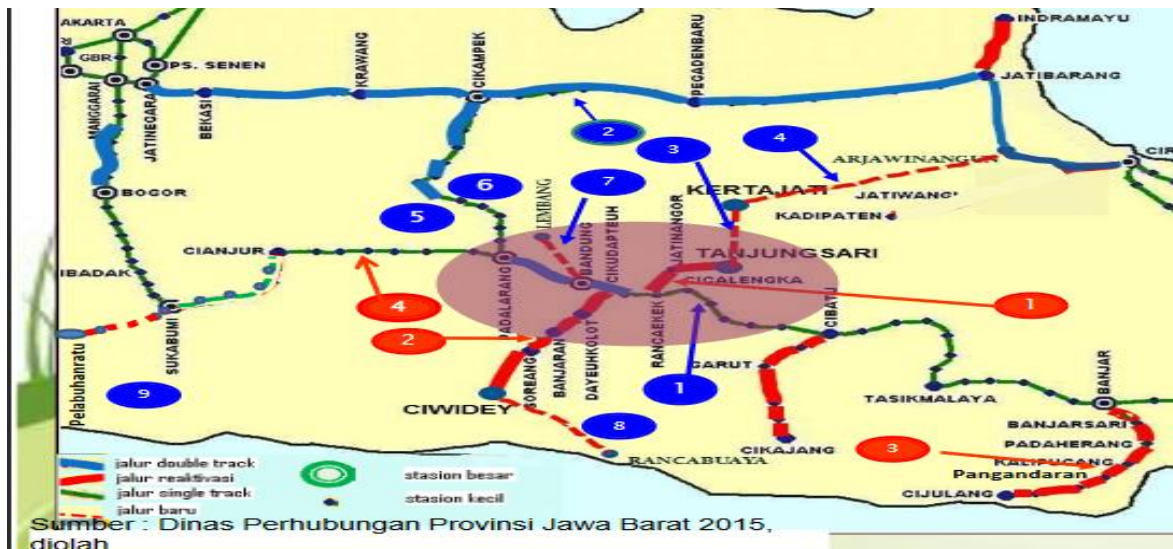 AKARTA
GBR
PS. SENEN
MANGGARAI
JATINEGARA
BEKASI
KRAWANG
CIKAMPEK
PEGADENBARU
INDRAMAYU
JATIBARANG
2
3
4
ARJAWINANGUN
CIR
7
KERTAJATI
JATIWANG'
KADIPATEN
BOGOR
6
5
LEMBANG
BANDUNG
CIKUDAPTEUH
JATINANGOR
TANJUNGSARI
CICALENGKA
CIANJUR
IBADAK
PADALARANG
4
1
2
SUKABUMI
Pelabuhanratu
SOREANG
BANJARAN
DAYEUHKOLOT
RANCAEKEK
CIBATU
GARUT
1
BANJAR
9
CIWIDEY
TASIKMALAYA
BANJARSARI
8
CIKAJANG
3
PADAHERANG
KALIPUCANG
RANCABUAYA
Pangandaran
CIJULANG
jalur double track
jalur reaktivasi
jalur single track
jalur baru
stasion besar
stasion kecil
Sumber : Dinas Perhubungan Provinsi Jawa Barat 2015,
diolah